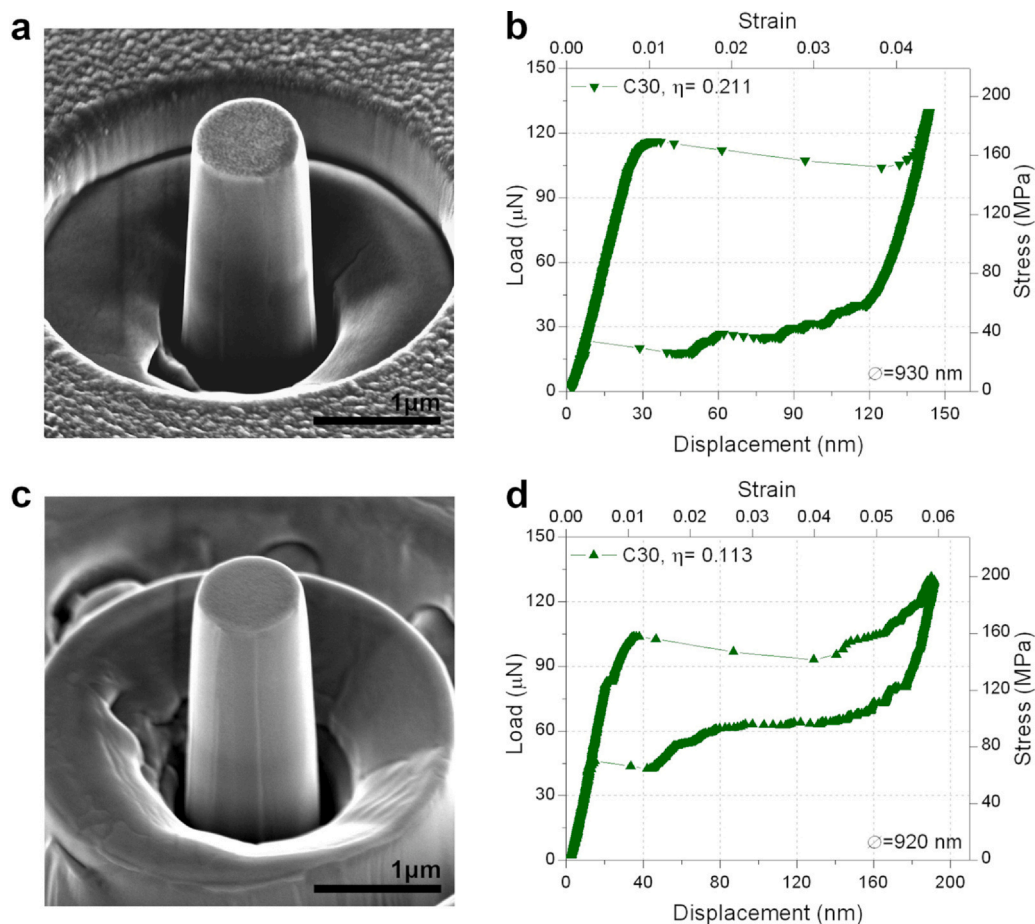 a
1µm
b
Strain
0.00 0.01 0.02 0.03 0.04
150
120
90
60
30
0
Load (µN)
C30, η= 0.211
Ø=930 nm
200
160
120
80
40
0
Stress (MPa)
0 30 60 90 120 150
Displacement (nm)
c
1µm
d
Strain
0.00 0.01 0.02 0.03 0.04 0.05 0.06
150
120
90
60
30
0
Load (µN)
C30, η= 0.113
Ø=920 nm
200
160
120
80
40
0
Stress (MPa)
0 40 80 120 160 200
Displacement (nm)